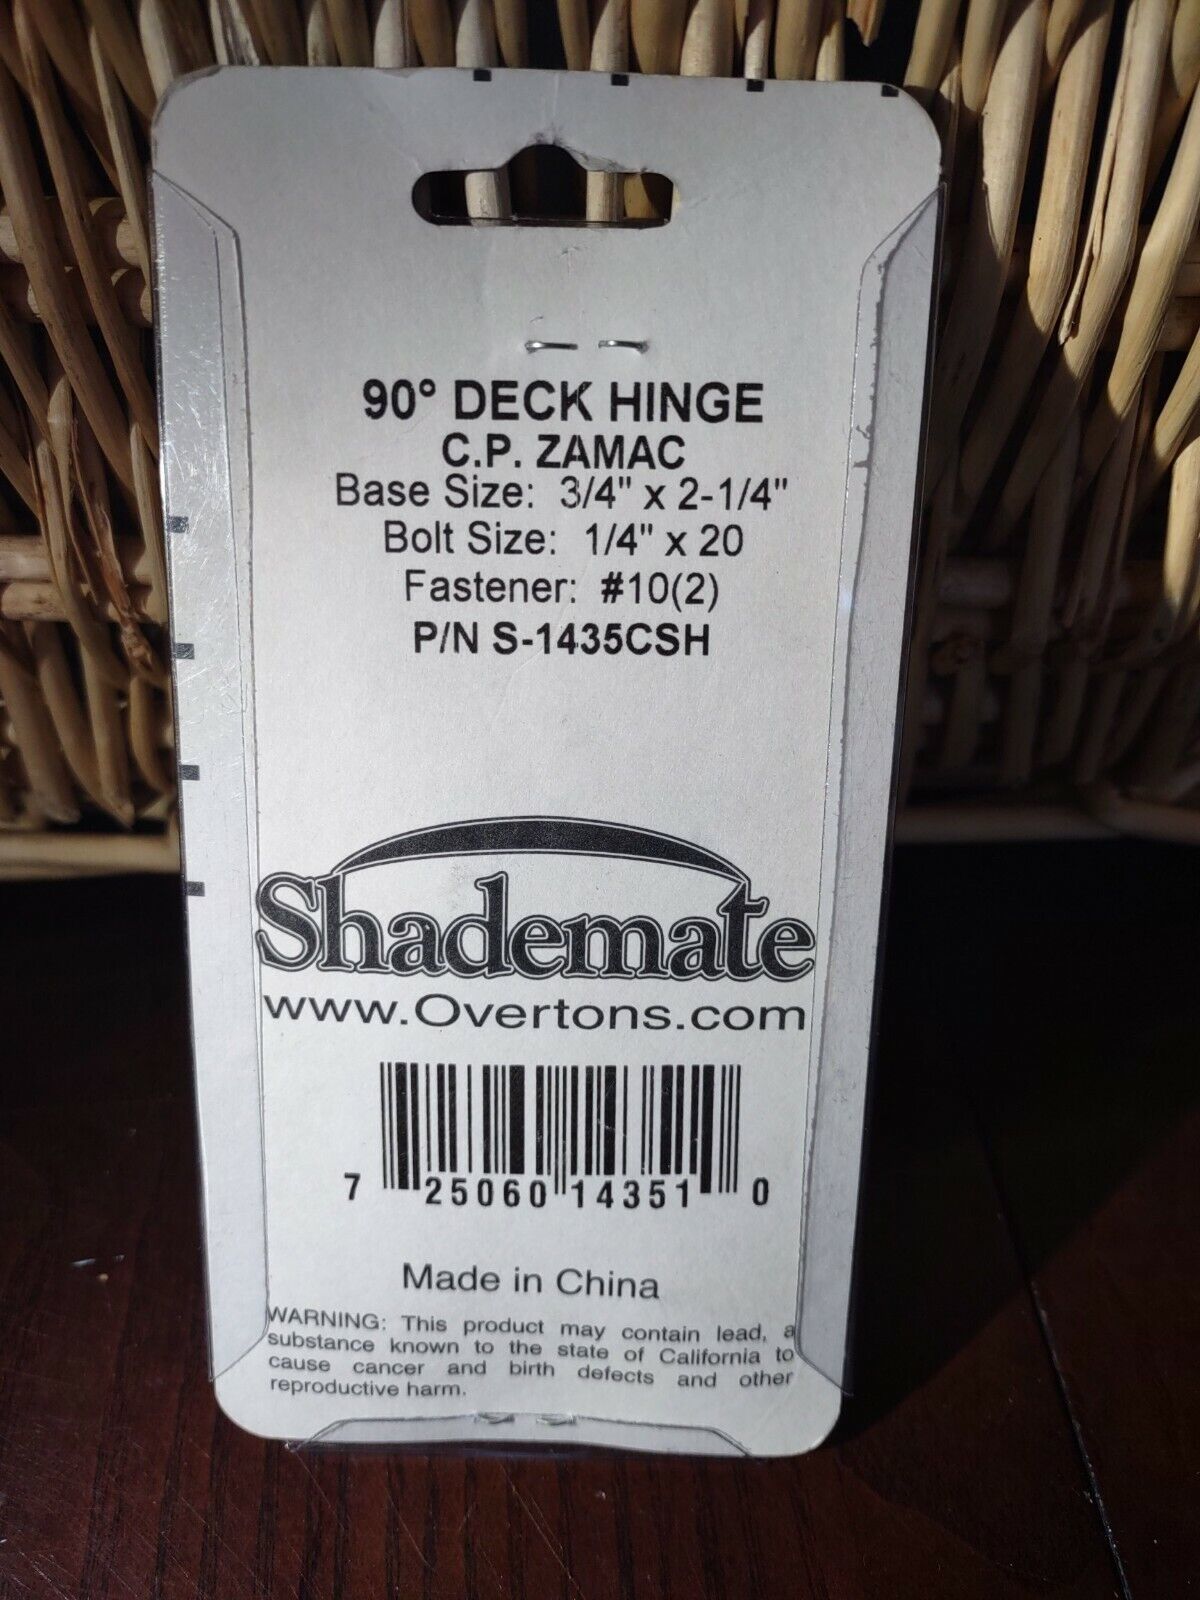 90° DECK HINGE
C.P. ZAMAC
Base Size: 3/4" x 2-1/4"
Bolt Size: 1/4" x 20
Fastener: #10(2)
P/N S-1435CSH
Shademate
www.Overtons.com
7 25060 14351 0
Made in China
WARNING: This product may contain lead, a
substance known to the state of California to
cause cancer and birth defects and other
reproductive harm.